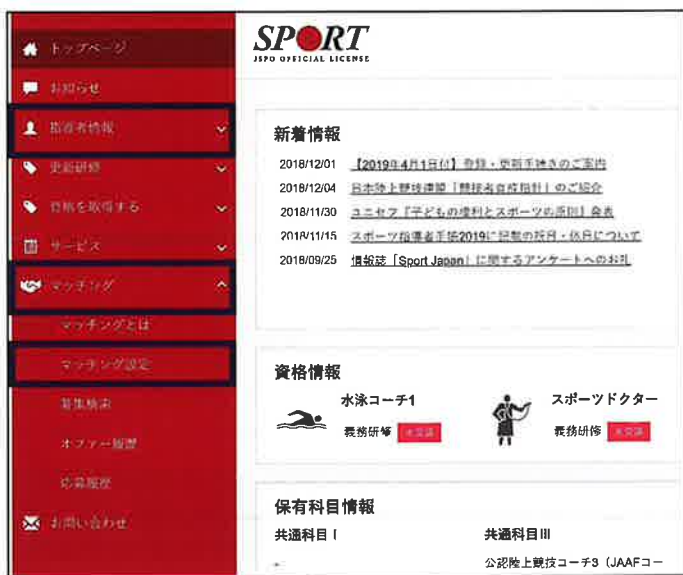 トップページ
お知らせ
指導者情報
更新研修
資格を取得する
サービス
マッチング
マッチングとは
マッチング設定
募集検索
オファー履歴
応募履歴
お問い合わせ
SPORT
JSPO OFFICIAL LICENSE
新着情報
2018/12/01 【2019年4月1日付】登録・更新手続きのご案内
2018/12/04 日本陸上競技連盟「競技者育成指針」のご紹介
2018/11/30 ユニセフ『子どもの権利とスポーツの原則』発表
2018/11/15 スポーツ指導者手帳2019に記載の祝日・休日について
2018/09/25 情報誌「Sport Japan」に関するアンケートへのお礼
資格情報
水泳コーチ1
義務研修 未受講
スポーツドクター
義務研修 未受講
保有科目情報
共通科目 I
共通科目III
公認陸上競技コーチ3（JAAFコー